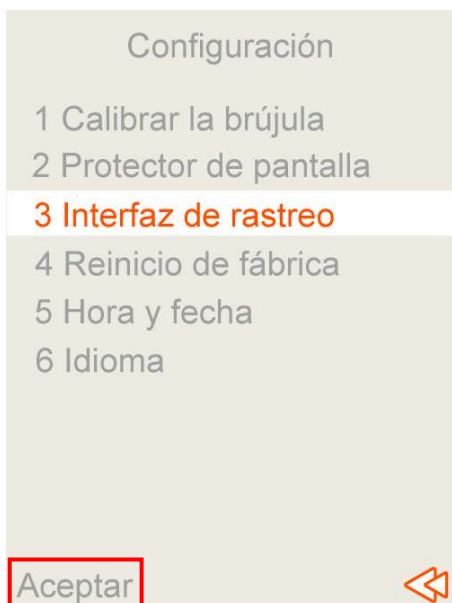 Configuración
1 Calibrar la brújula
2 Protector de pantalla
3 Interfaz de rastreo
4 Reinicio de fábrica
5 Hora y fecha
6 Idioma
Aceptar